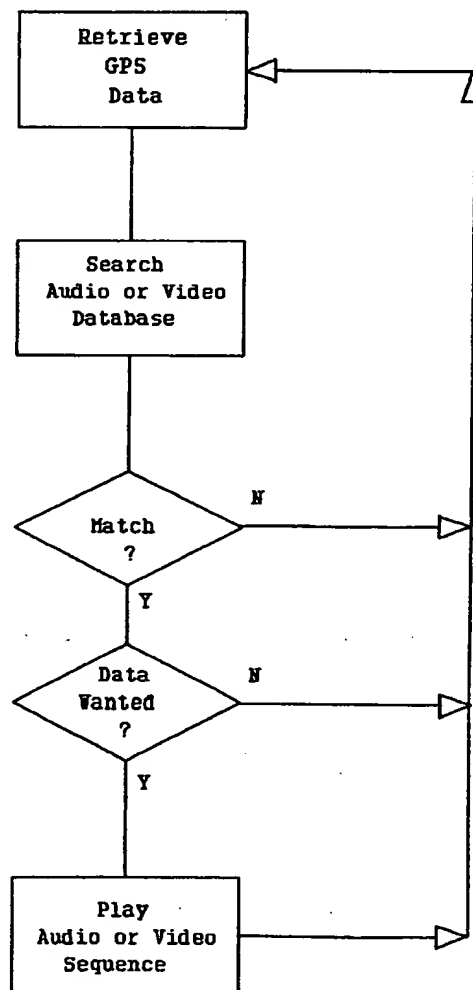 Retrieve
GPS
Data
Search
Audio or Video
Database
N
Match
?
Y
Data
Wanted
?
N
Y
Play
Audio or Video
Sequence